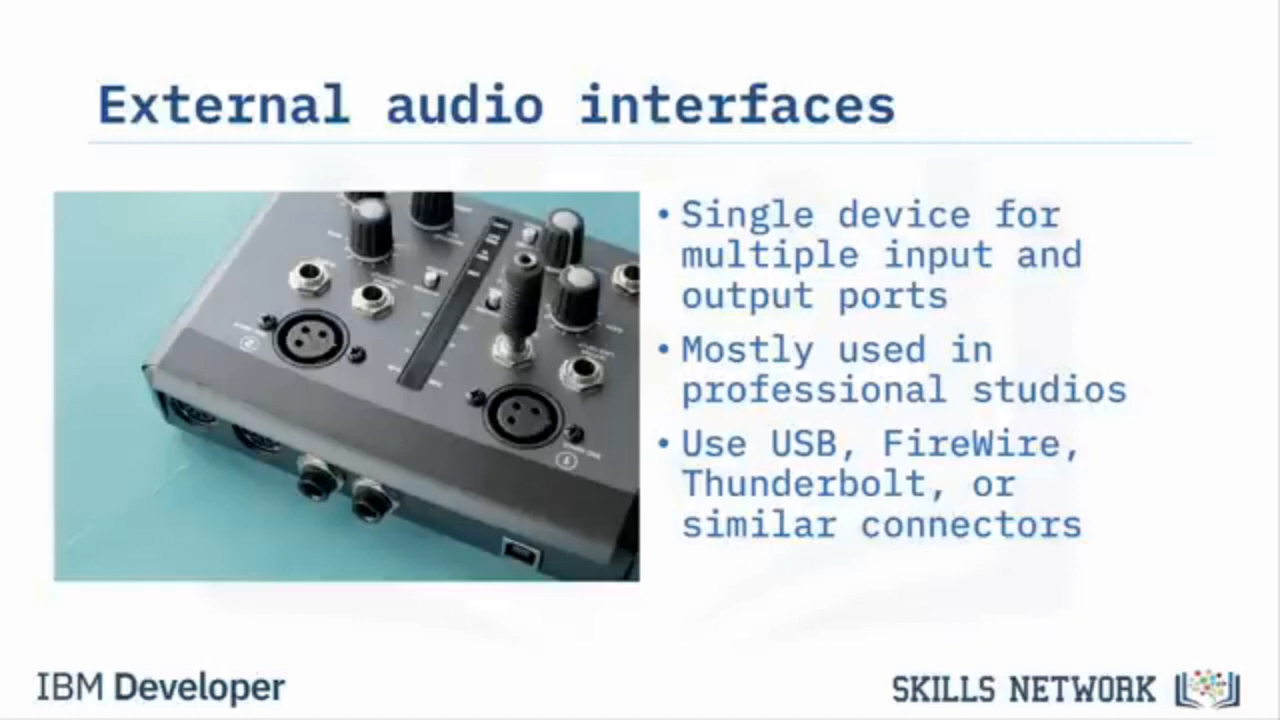 External audio interfaces
• Single device for
multiple input and
output ports
• Mostly used in
professional studios
• Use USB, FireWire,
Thunderbolt, or
similar connectors
IBM Developer
SKILLS NETWORK